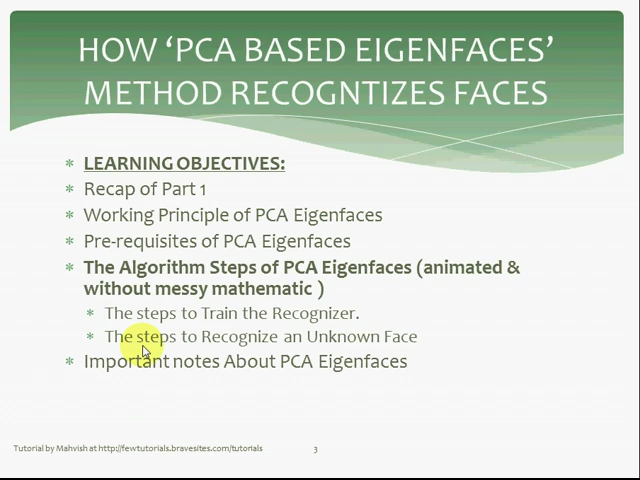 HOW ‘PCA BASED EIGENFACES’
METHOD RECOGNTIZES FACES
LEARNING OBJECTIVES:
Recap of Part 1
Working Principle of PCA Eigenfaces
Pre-requisites of PCA Eigenfaces
The Algorithm Steps of PCA Eigenfaces (animated &
without messy mathematic )
The steps to Train the Recognizer.
The steps to Recognize an Unknown Face
Important notes About PCA Eigenfaces
Tutorial by Mahvish at http://fewtutorials.bravesites.com/tutorials
3